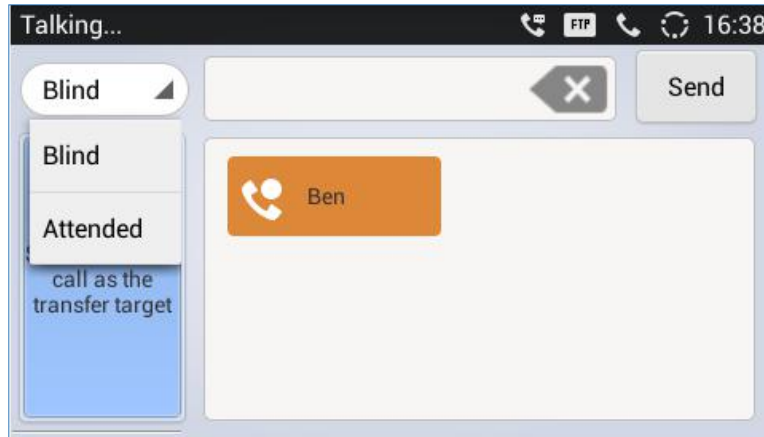 Talking...
FTP
16:38
Blind
Send
Blind
Attended
Ben
call as the
transfer target